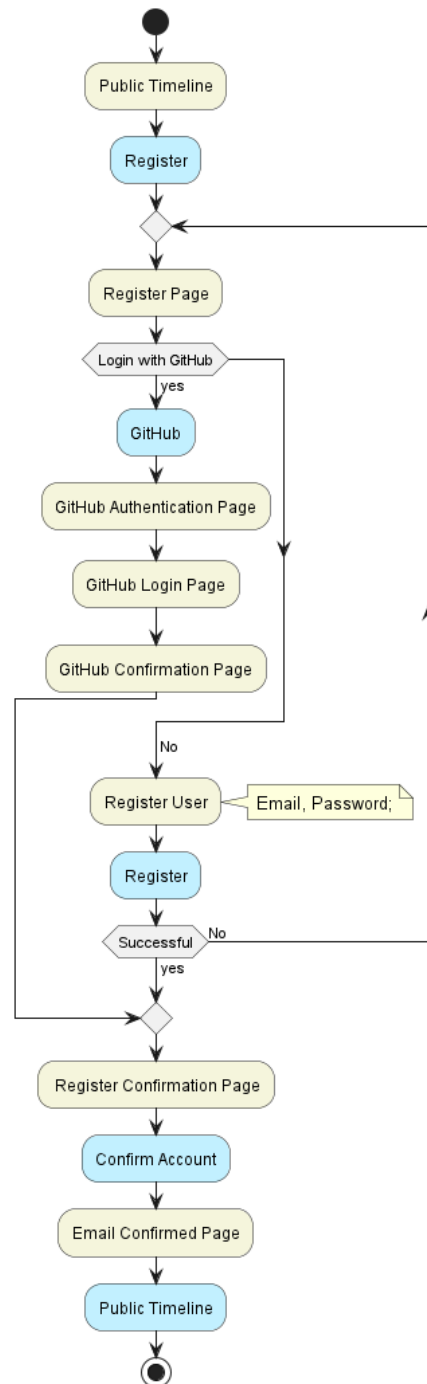 Public Timeline
Register
Register Page
Login with GitHub
yes
GitHub
GitHub Authentication Page
GitHub Login Page
GitHub Confirmation Page
No
Register User
Email, Password;
Register
Successful
No
yes
Register Confirmation Page
Confirm Account
Email Confirmed Page
Public Timeline